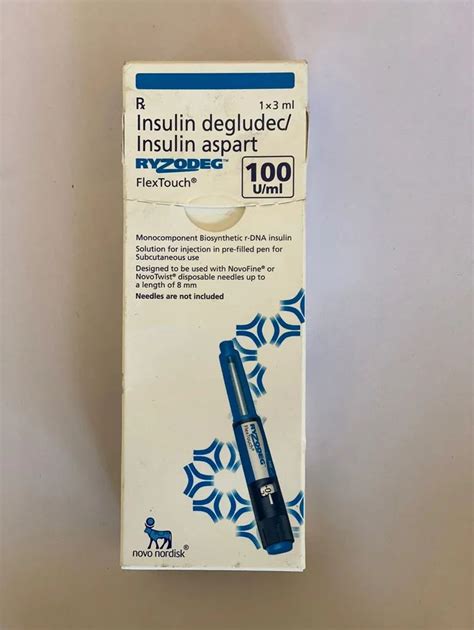 ℞
1×3 ml
Insulin degludec/
Insulin aspart
RYZODEG™
FlexTouch®
100
U/ml
Monocomponent Biosynthetic r-DNA insulin
Solution for injection in pre-filled pen for
Subcutaneous use
Designed to be used with NovoFine® or
NovoTwist® disposable needles up to
a length of 8 mm
Needles are not included
RYZODEG
FlexTouch®
novo nordisk®